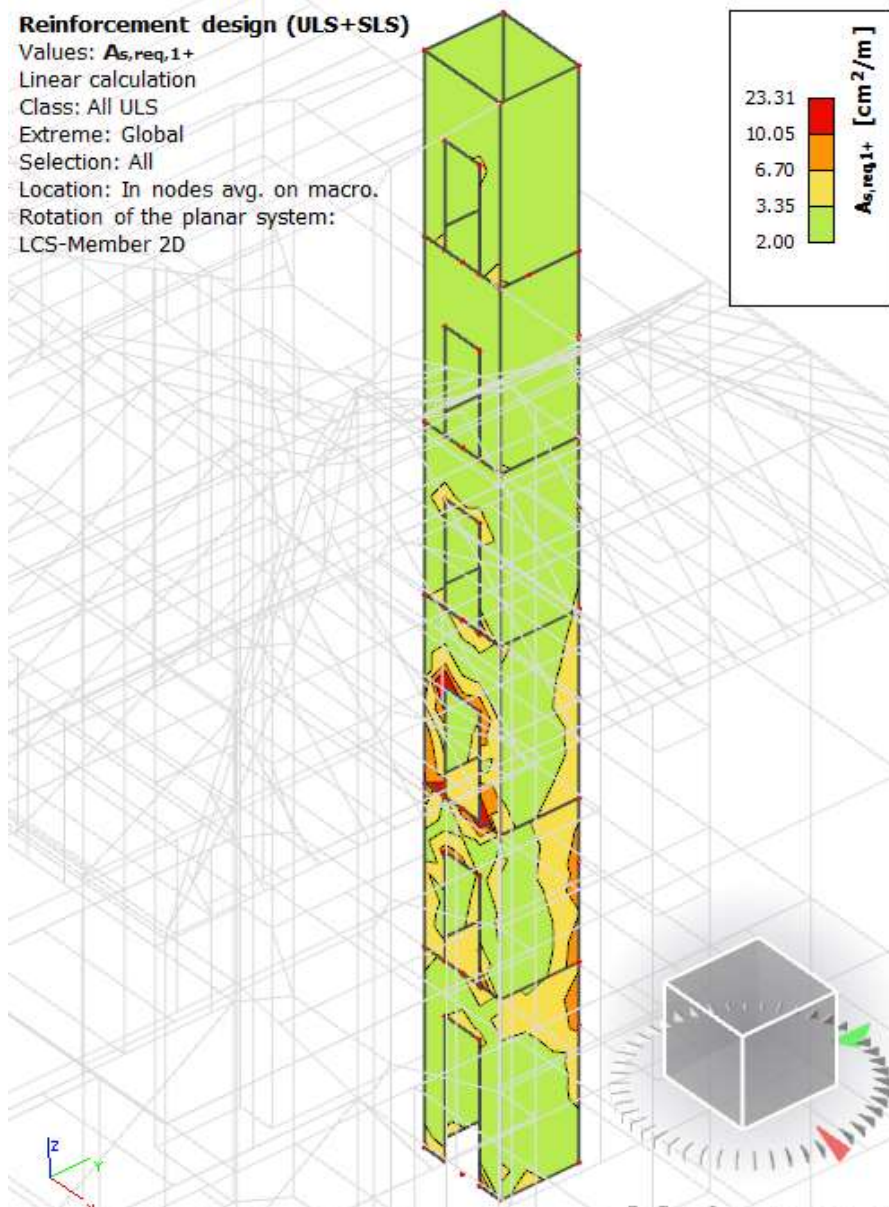 Reinforcement design (ULS+SLS)
Values: As,req,1+
Linear calculation
Class: All ULS
Extreme: Global
Selection: All
Location: In nodes avg. on macro.
Rotation of the planar system:
LCS-Member 2D
23.31
10.05
6.70
3.35
2.00
As,req,1+ [cm²/m]
Z
Y